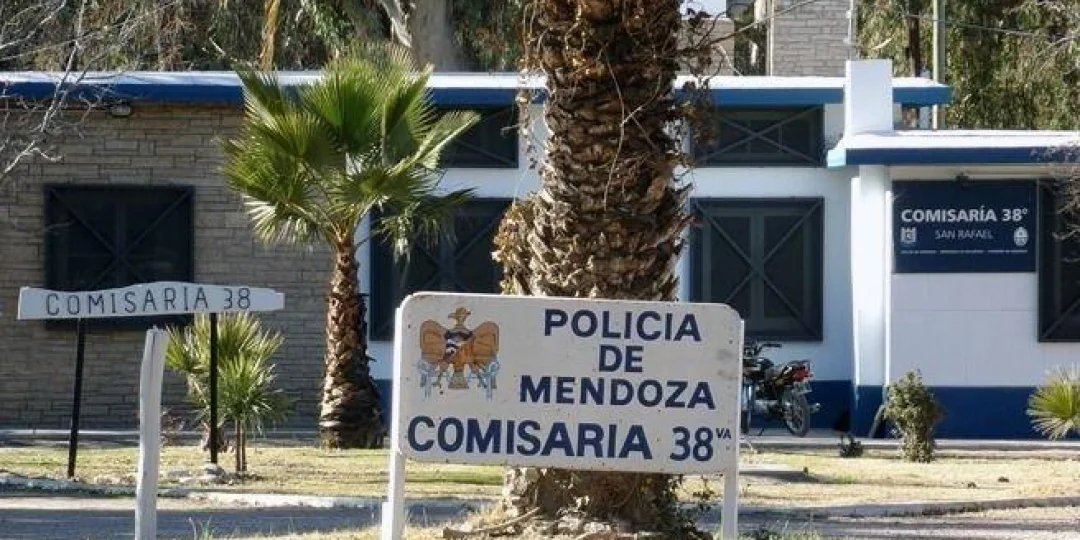 COMISARÍA 38°
SAN RAFAEL
COMISARIA 38
POLICIA
DE
MENDOZA
COMISARIA 38VA